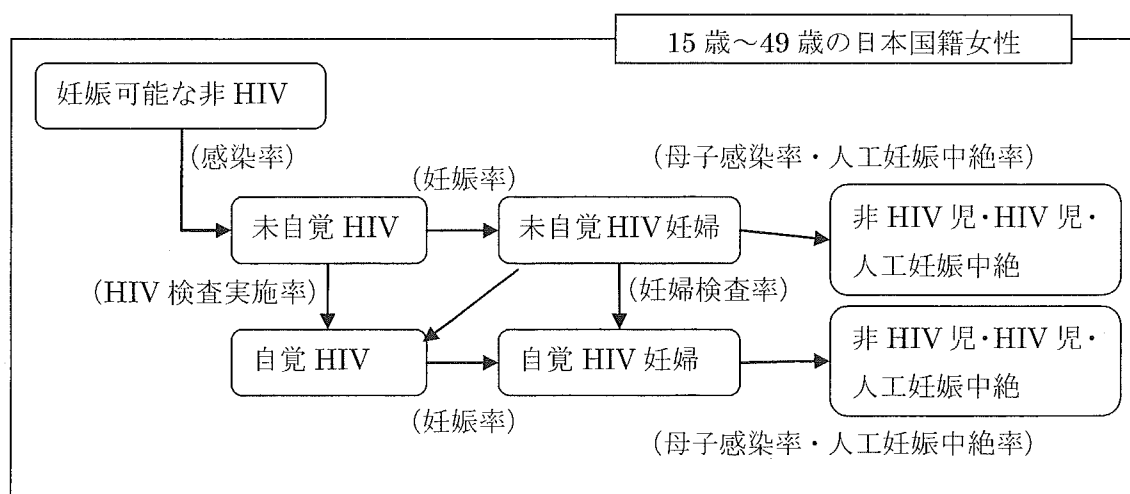 15歳～49歳の日本国籍女性
妊娠可能な非HIV
(感染率)
(妊娠率)
(母子感染率・人工妊娠中絶率)
未自覚HIV
未自覚HIV妊婦
非HIV児・HIV児・
人工妊娠中絶
(HIV検査実施率)
(妊婦検査率)
自覚HIV
自覚HIV妊婦
非HIV児・HIV児・
人工妊娠中絶
(妊娠率)
(母子感染率・人工妊娠中絶率)